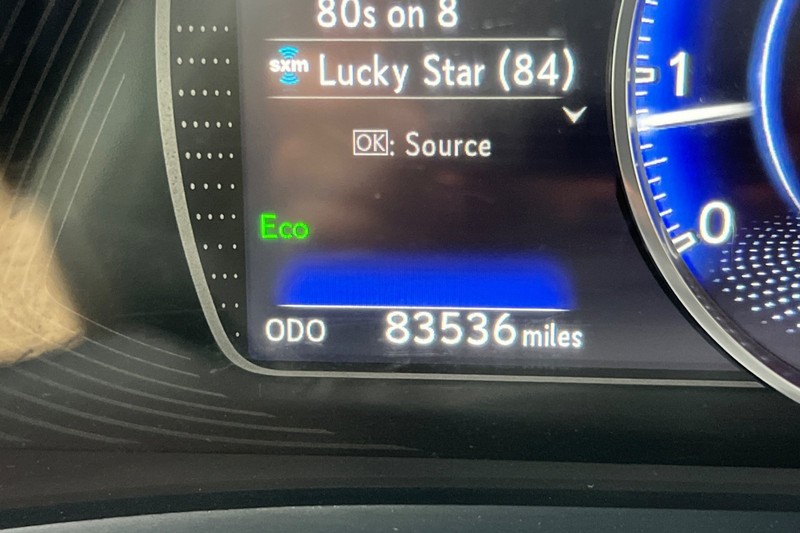 80s on 8
sxm Lucky Star (84)
OK: Source
Eco
ODO 83536 miles
1
0